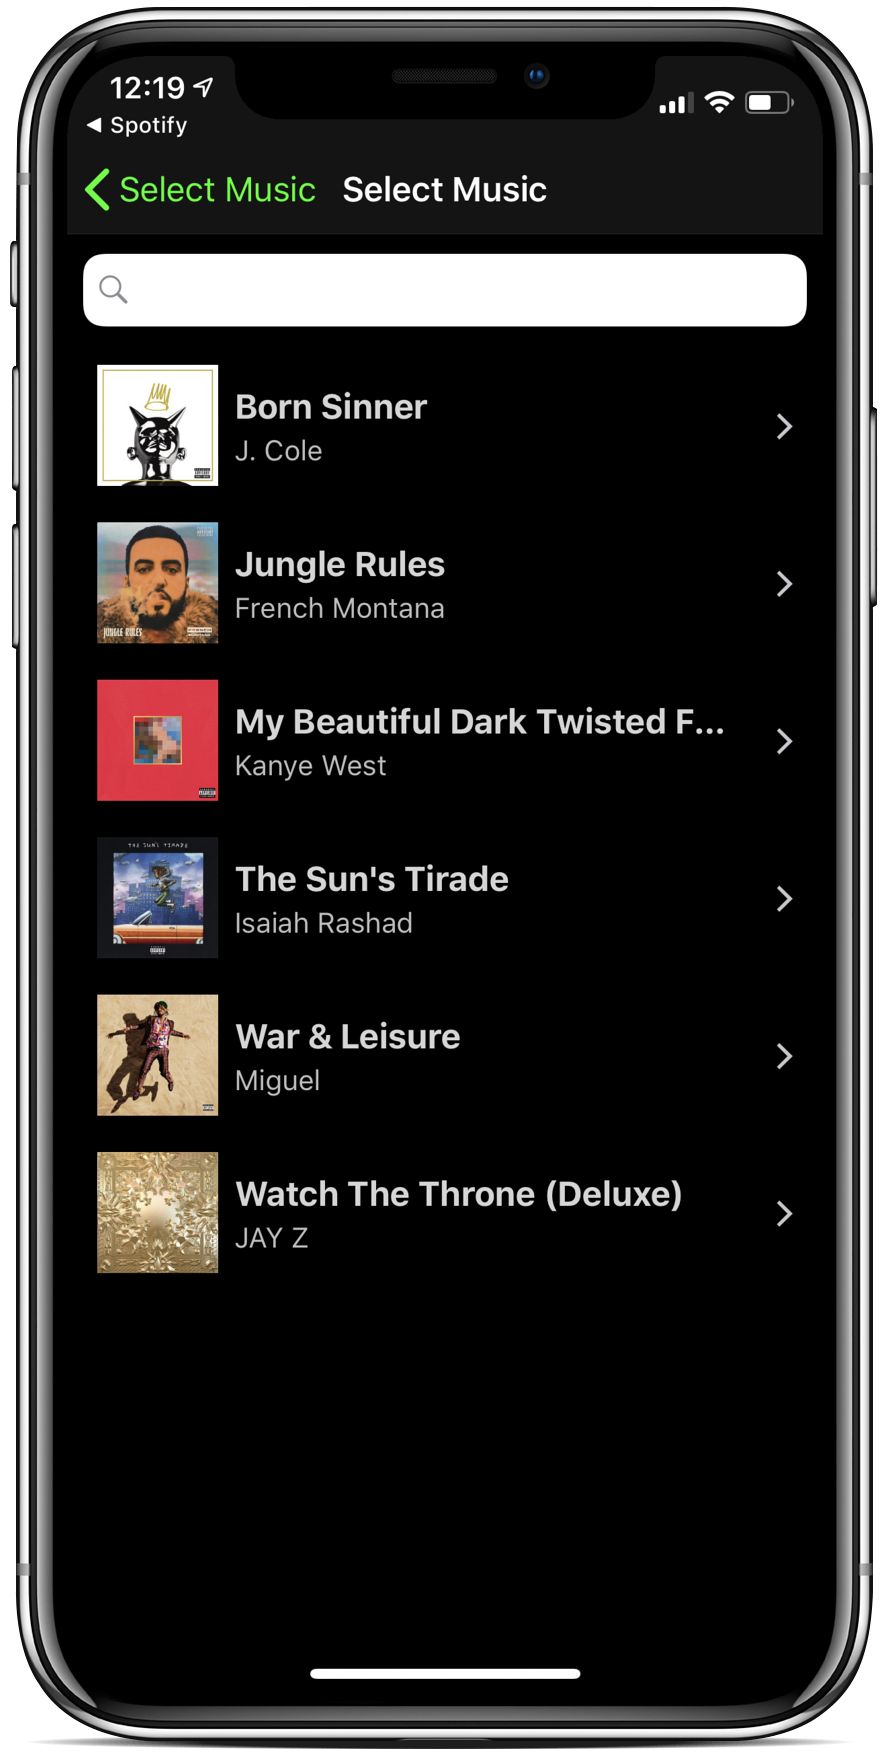 12:19
Spotify
Select Music Select Music
Born Sinner
J. Cole
Jungle Rules
French Montana
JUNGLE RULES
My Beautiful Dark Twisted F...
Kanye West
THE SUN'S TIRADE
The Sun's Tirade
Isaiah Rashad
War & Leisure
Miguel
Watch The Throne (Deluxe)
JAY Z